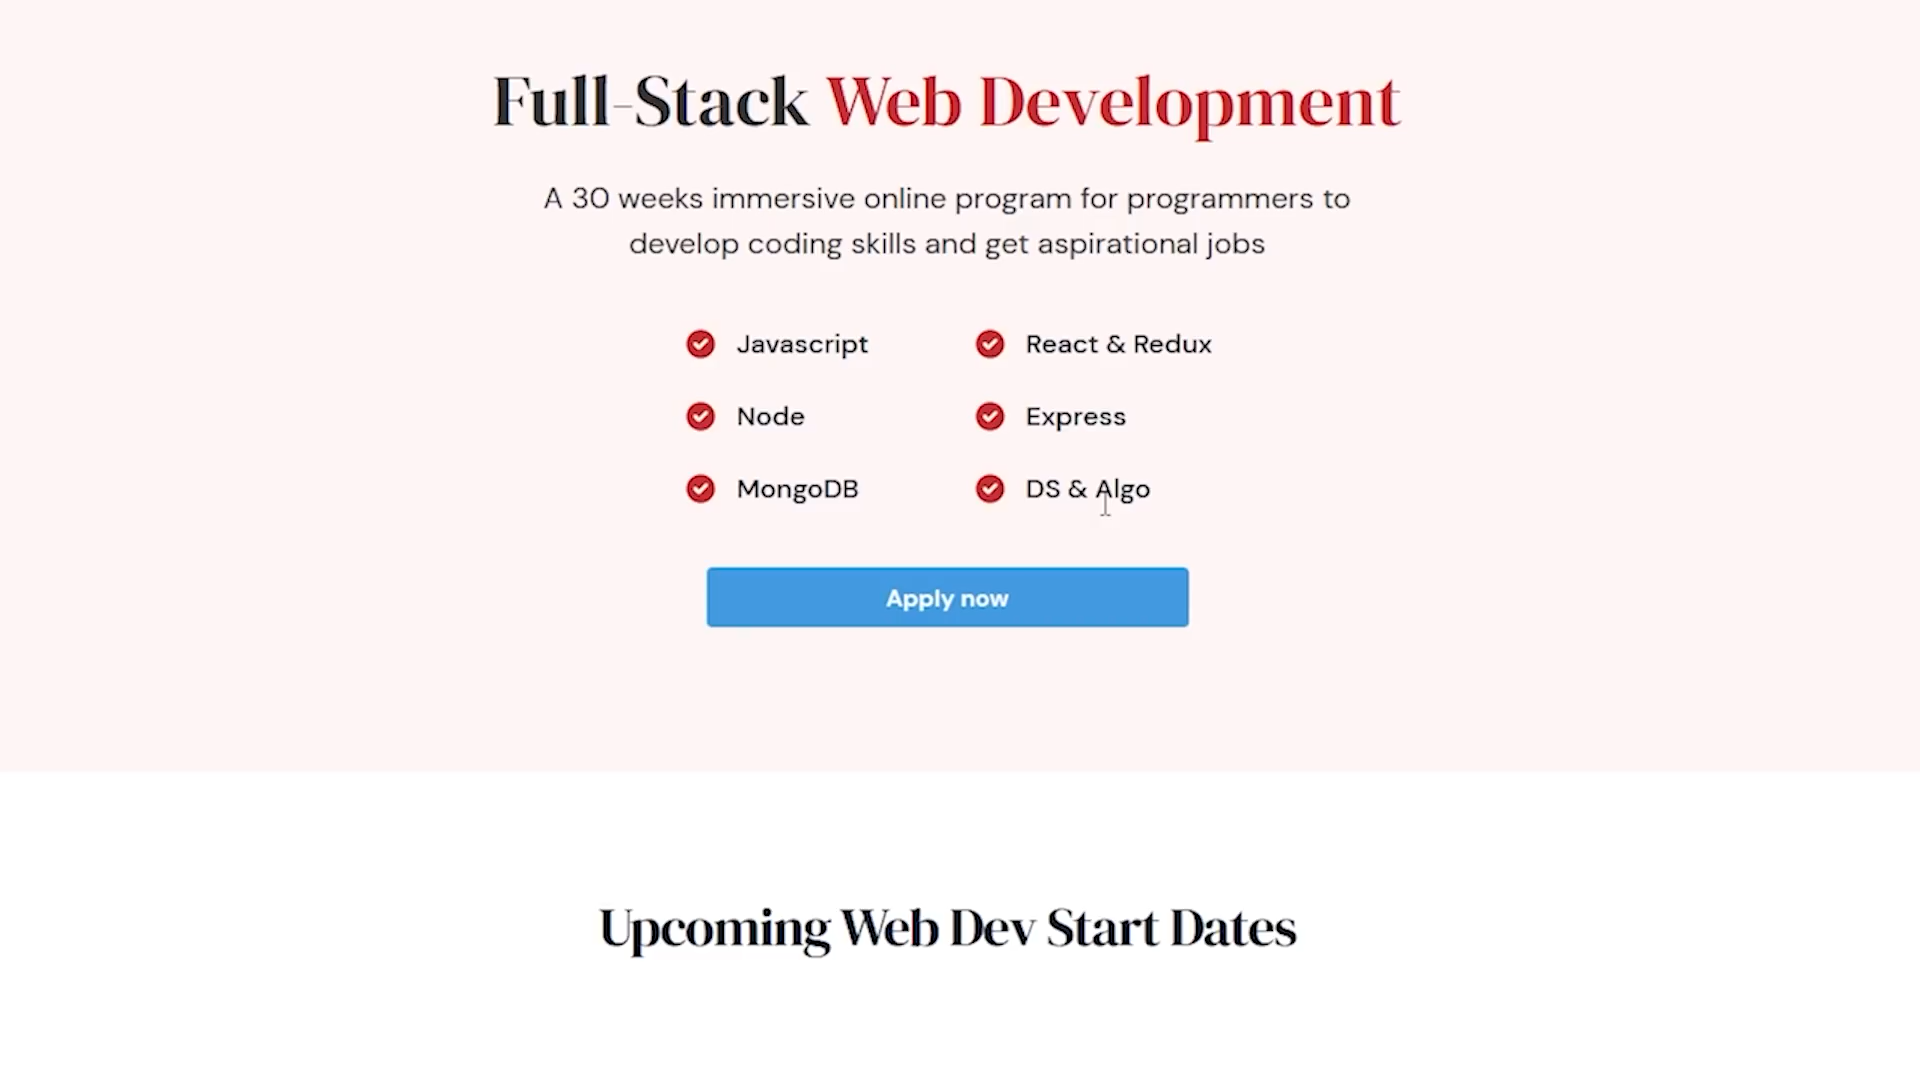 Full-Stack Web Development
A 30 weeks immersive online program for programmers to
develop coding skills and get aspirational jobs
Javascript
React & Redux
Node
Express
MongoDB
DS & Algo
Apply now
Upcoming Web Dev Start Dates